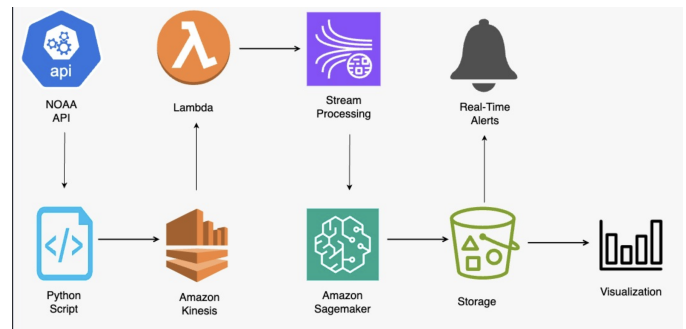 api
NOAA
API
Lambda
Stream
Processing
Real-Time
Alerts
Python
Script
Amazon
Kinesis
Amazon
Sagemaker
Storage
Visualization